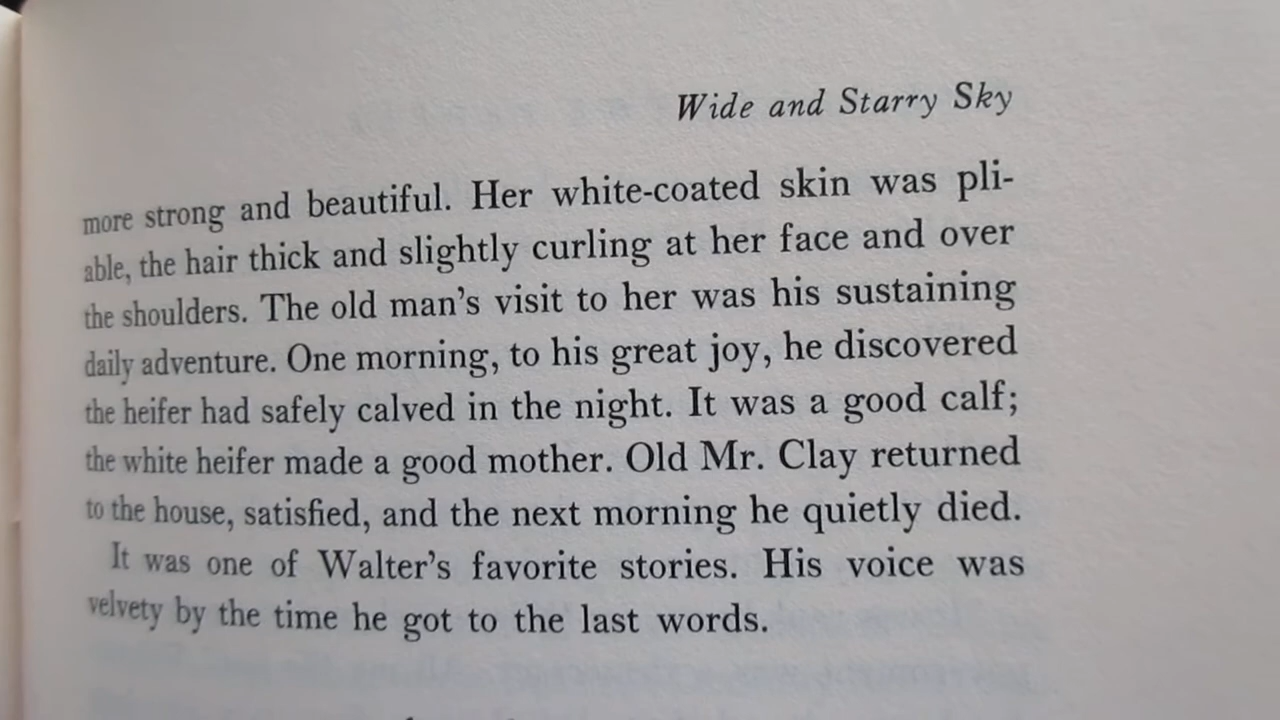 Wide and Starry Sky
more strong and beautiful. Her white-coated skin was pli-
able, the hair thick and slightly curling at her face and over
the shoulders. The old man's visit to her was his sustaining
daily adventure. One morning, to his great joy, he discovered
the heifer had safely calved in the night. It was a good calf;
the white heifer made a good mother. Old Mr. Clay returned
to the house, satisfied, and the next morning he quietly died.
It was one of Walter's favorite stories. His voice was
velvety by the time he got to the last words.